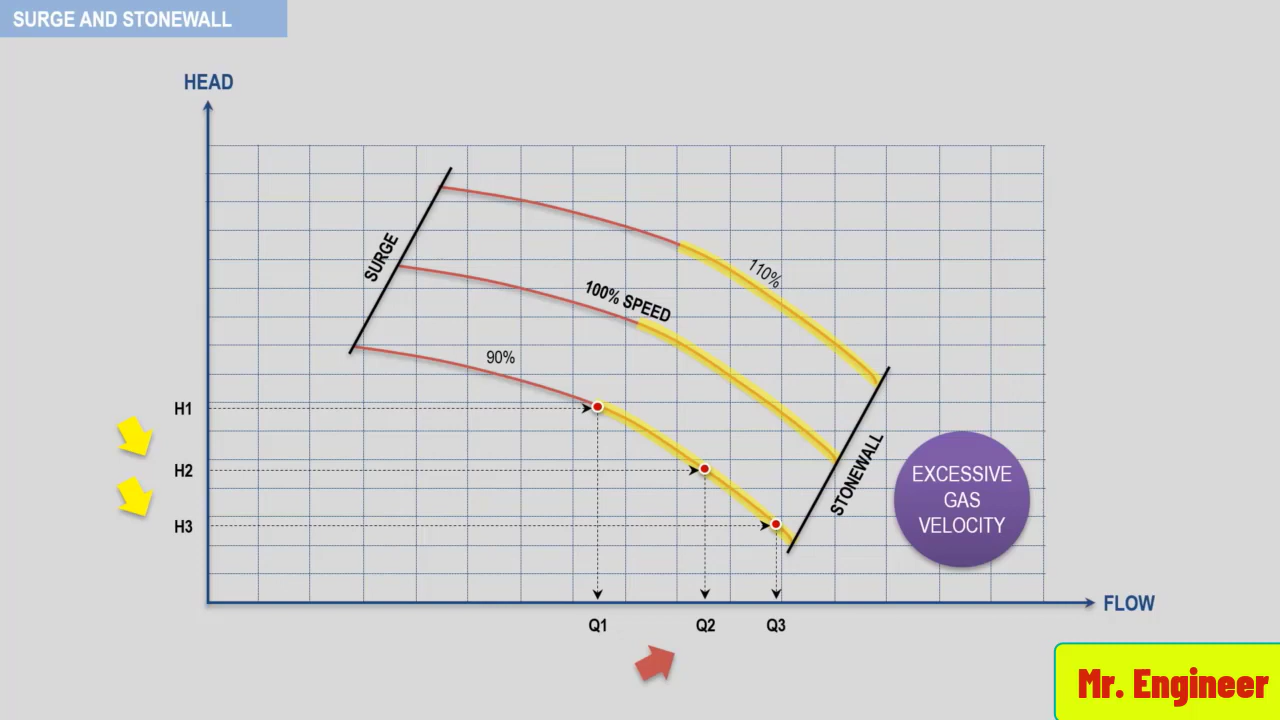 SURGE AND STONEWALL
HEAD
SURGE
110%
100% SPEED
90%
H1
H2
H3
STONEWALL
EXCESSIVE
GAS
VELOCITY
FLOW
Q1
Q2
Q3
Mr. Engineer